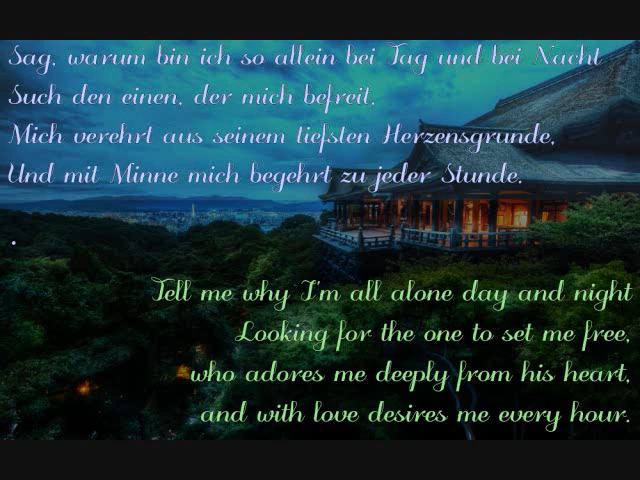 Sag, warum bin ich so allein bei Tag und bei Nacht
Such den einen, der mich befreit,
Mich verehrt aus seinem tiefsten Herzensgrunde,
Und mit Minne mich begehrt zu jeder Stunde.
.
Tell me why I'm all alone day and night
Looking for the one to set me free,
who adores me deeply from his heart,
and with love desires me every hour.